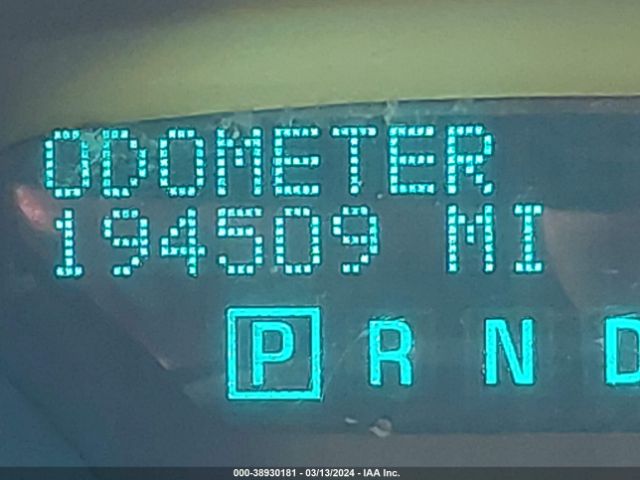 ODOMETER
194509 MI
P R N D
000-38930181 - 03/13/2024 - IAA Inc.